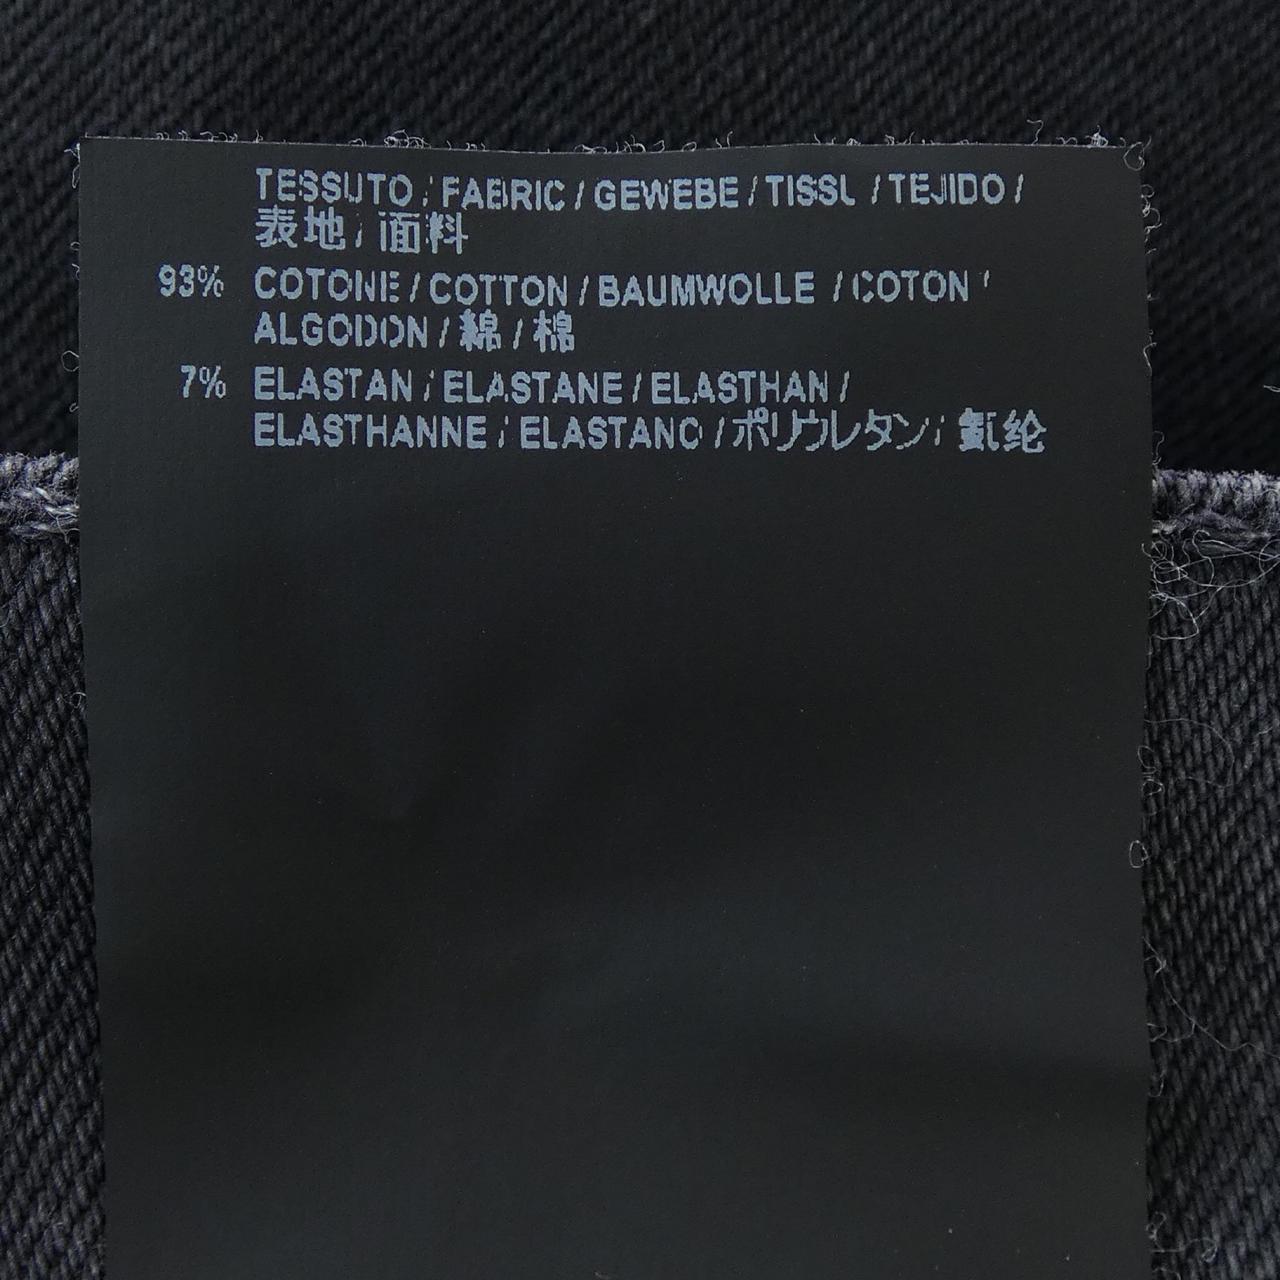 TESSUTO / FABRIC / GEWEBE / TISSU / TEJIDO /
表地 / 面料
93% COTONE / COTTON / BAUMWOLLE / COTON /
ALGODON / 綿 / 棉
7% ELASTAN / ELASTANE / ELASTHAN /
ELASTHANNE / ELASTANO / ポリウレタン / 氨纶